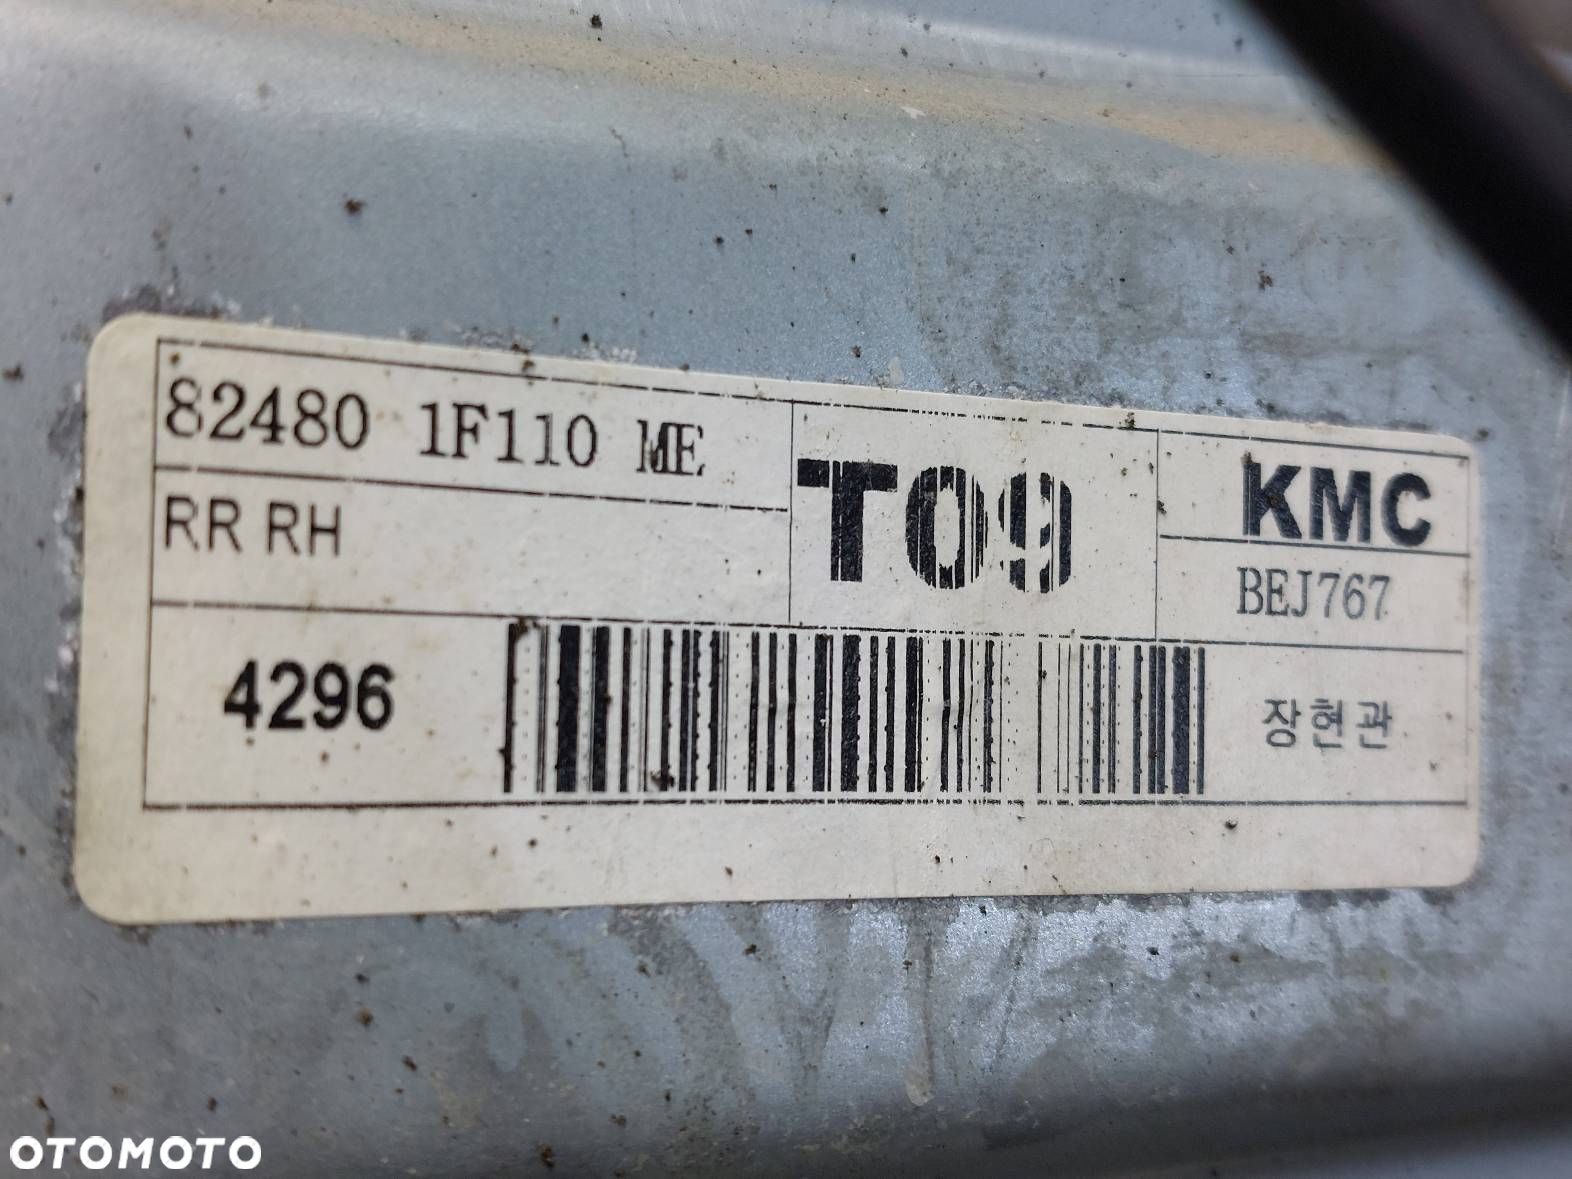 82480 1F110 ME
RR RH
T09
KMC
BEJ767
4296
장현관
OTOMOTO